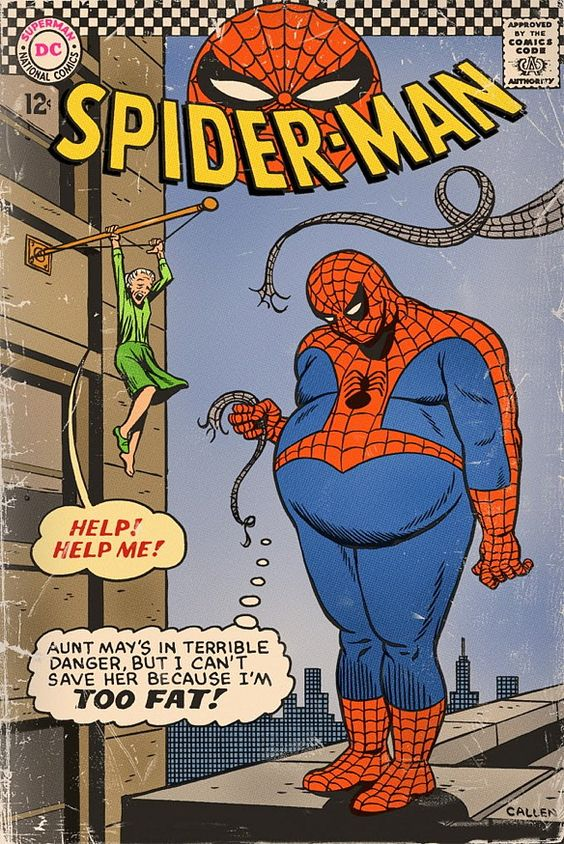 SUPERMAN
DC
NATIONAL COMICS
APPROVED
BY THE
COMICS
CODE
CA
AUTHORITY
12¢
SPIDER-MAN
HELP!
HELP ME!
AUNT MAY'S IN TERRIBLE
DANGER, BUT I CAN'T
SAVE HER BECAUSE I'M
TOO FAT!
CALLEN